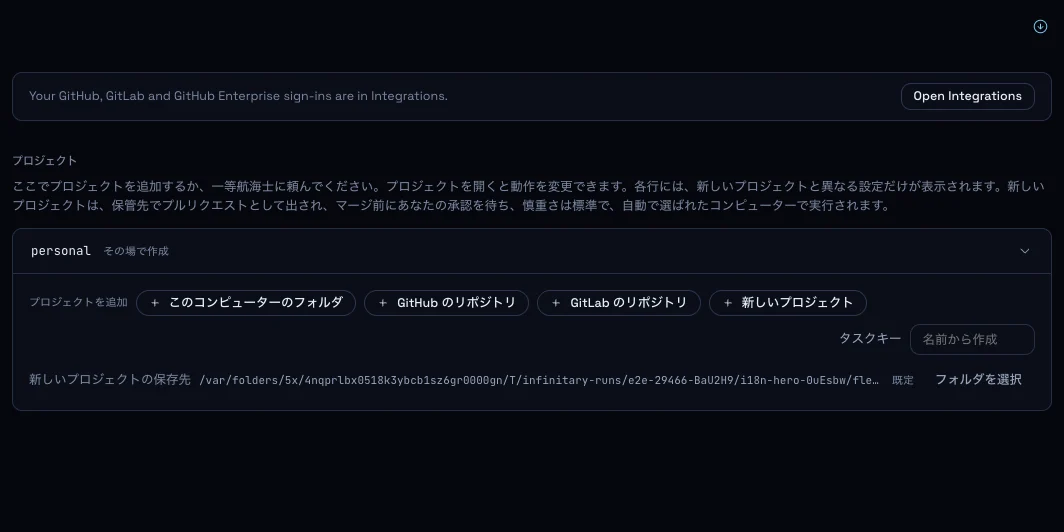 Your GitHub, GitLab and GitHub Enterprise sign-ins are in Integrations.
Open Integrations
プロジェクト
ここでプロジェクトを追加するか、一等航海士に頼んでください。プロジェクトを開くと動作を変更できます。各行には、新しいプロジェクトと異なる設定だけが表示されます。新しい
プロジェクトは、保管先でプルリクエストとして出され、マージ前にあなたの承認を待ち、慎重さは標準で、自動で選ばれたコンピューターで実行されます。
personal その場で作成
プロジェクトを追加 + このコンピューターのフォルダ + GitHub のリポジトリ + GitLab のリポジトリ + 新しいプロジェクト
タスクキー 名前から作成
新しいプロジェクトの保存先 /var/folders/5x/4nqprlbx0518k3ybcb1sz6gr0000gn/T/infinitary-runs/e2e-29466-BaU2H9/i18n-hero-0uEsbw/fle… 既定 フォルダを選択